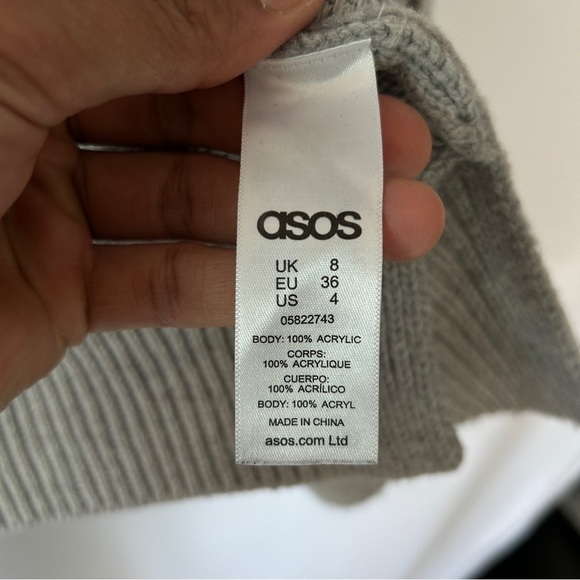 asos
UK 8
EU 36
US 4
05822743
BODY: 100% ACRYLIC
CORPS:
100% ACRYLIQUE
CUERPO:
100% ACRÍLICO
BODY: 100% ACRYL
MADE IN CHINA
asos.com Ltd